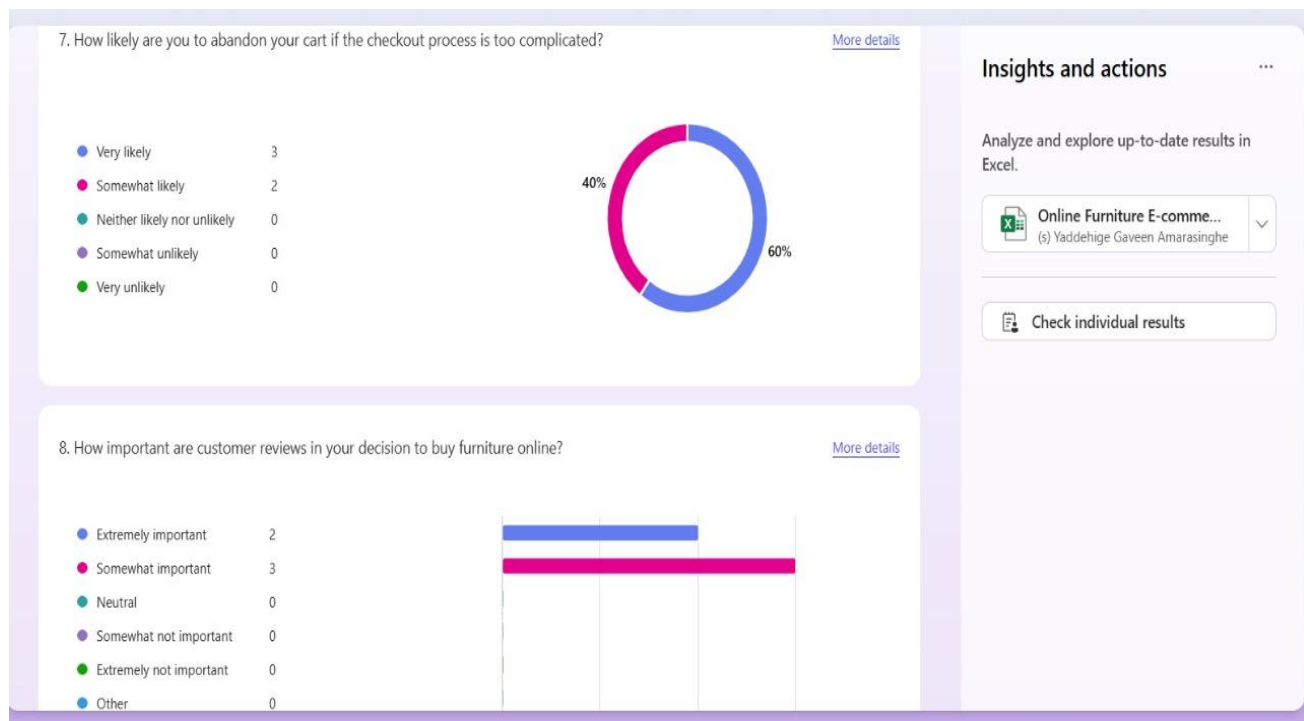 7. How likely are you to abandon your cart if the checkout process is too complicated?
More details
Very likely 3
Somewhat likely 2
Neither likely nor unlikely 0
Somewhat unlikely 0
Very unlikely 0
40%
60%
8. How important are customer reviews in your decision to buy furniture online?
More details
Extremely important 2
Somewhat important 3
Neutral 0
Somewhat not important 0
Extremely not important 0
Other 0
Insights and actions
...
Analyze and explore up-to-date results in
Excel.
Online Furniture E-comme...
(s) Yaddehige Gaveen Amarasinghe
Check individual results